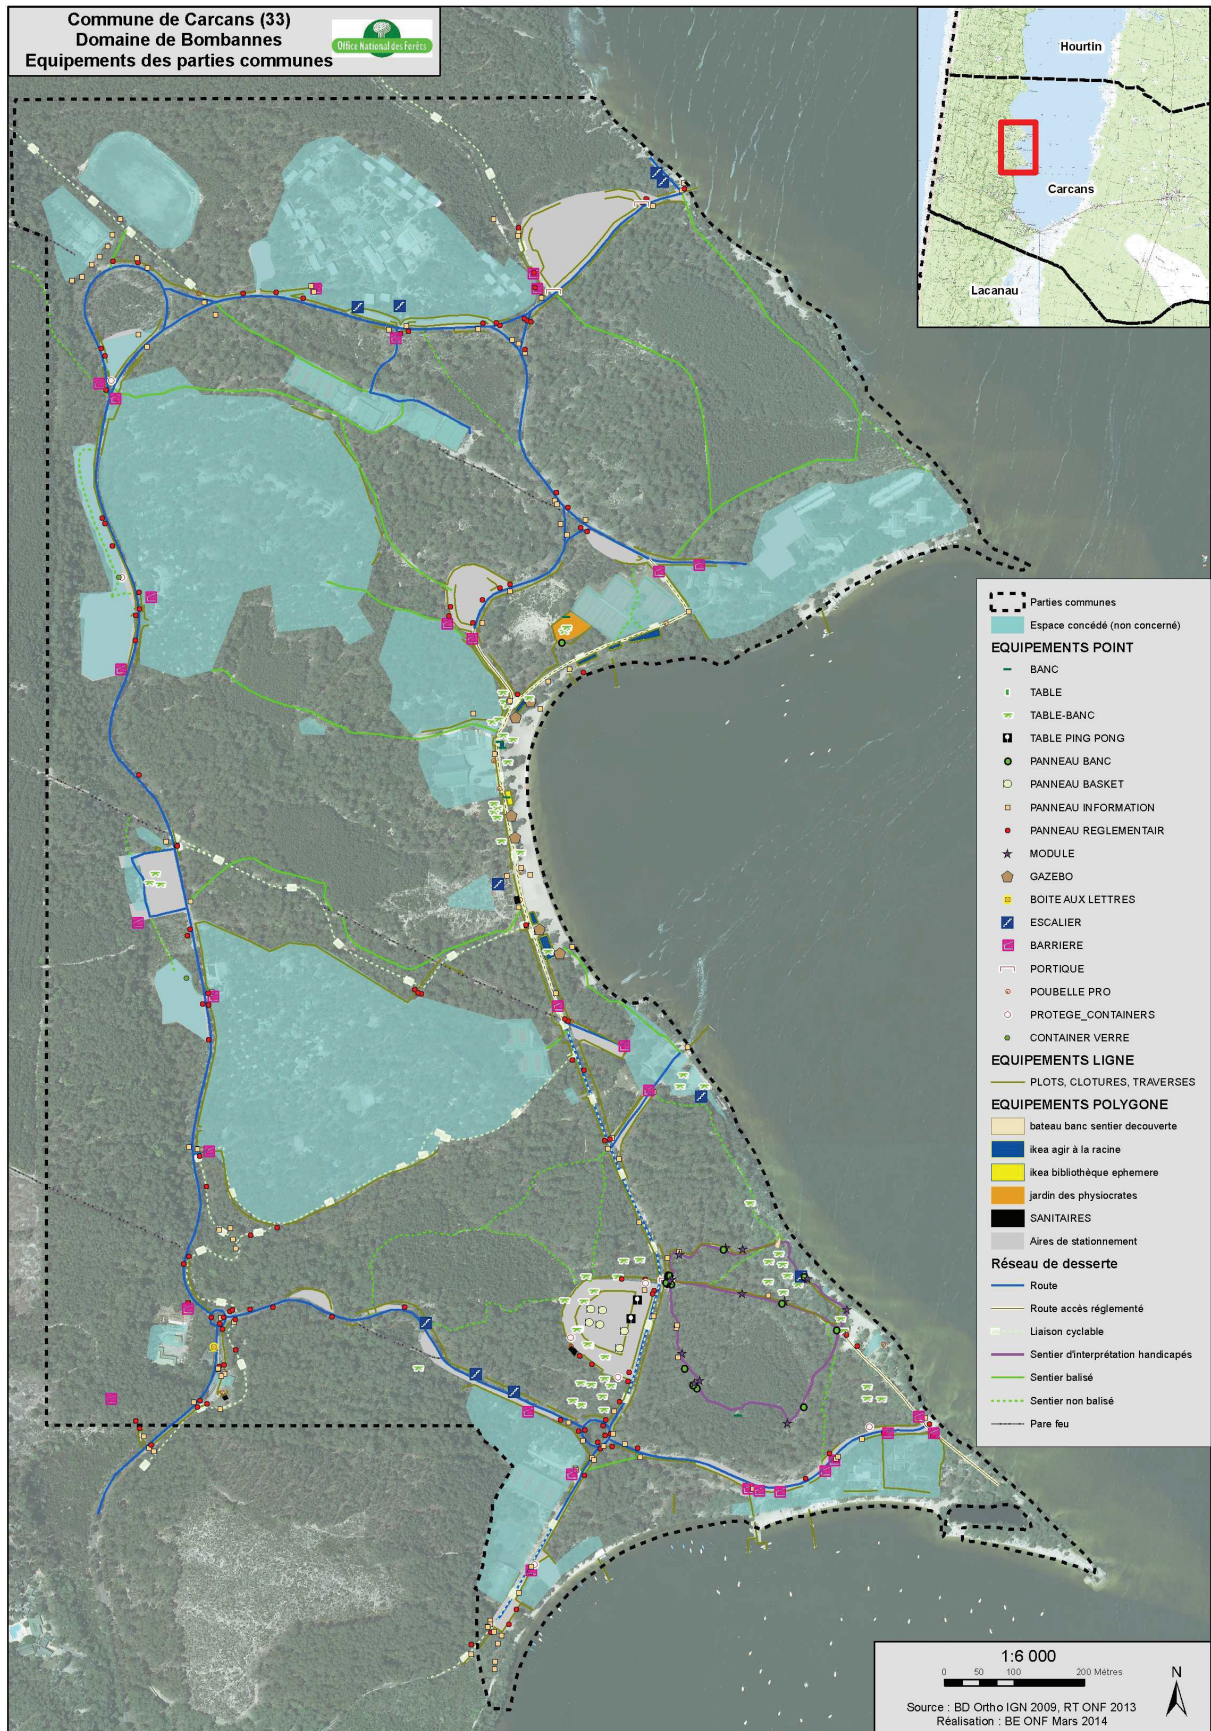 Commune de Carcans (33)
Domaine de Bombannes
Equipements des parties communes
Office National des Forêts
Hourtin
Carcans
Lacanau
Parties communes
Espace concédé (non concerné)
EQUIPEMENTS POINT
BANC
TABLE
TABLE-BANC
TABLE PING PONG
PANNEAU BANC
PANNEAU BASKET
PANNEAU INFORMATION
PANNEAU REGLEMENTAIR
MODULE
GAZEBO
BOITE AUX LETTRES
ESCALIER
BARRIERE
PORTIQUE
POUBELLE PRO
PROTEGE_CONTAINERS
CONTAINER VERRE
EQUIPEMENTS LIGNE
PLOTS, CLOTURES, TRAVERSES
EQUIPEMENTS POLYGONE
bateau banc sentier decouverte
ikea agir à la racine
ikea bibliothèque ephemere
jardin des physiocrates
SANITAIRES
Aires de stationnement
Réseau de desserte
Route
Route accès réglementé
Liaison cyclable
Sentier d'interprétation handicapés
Sentier balisé
Sentier non balisé
Pare feu
1:6 000
0 50 100 200 Mètres
N
Source : BD Ortho IGN 2009, RT ONF 2013
Réalisation : BE ONF Mars 2014